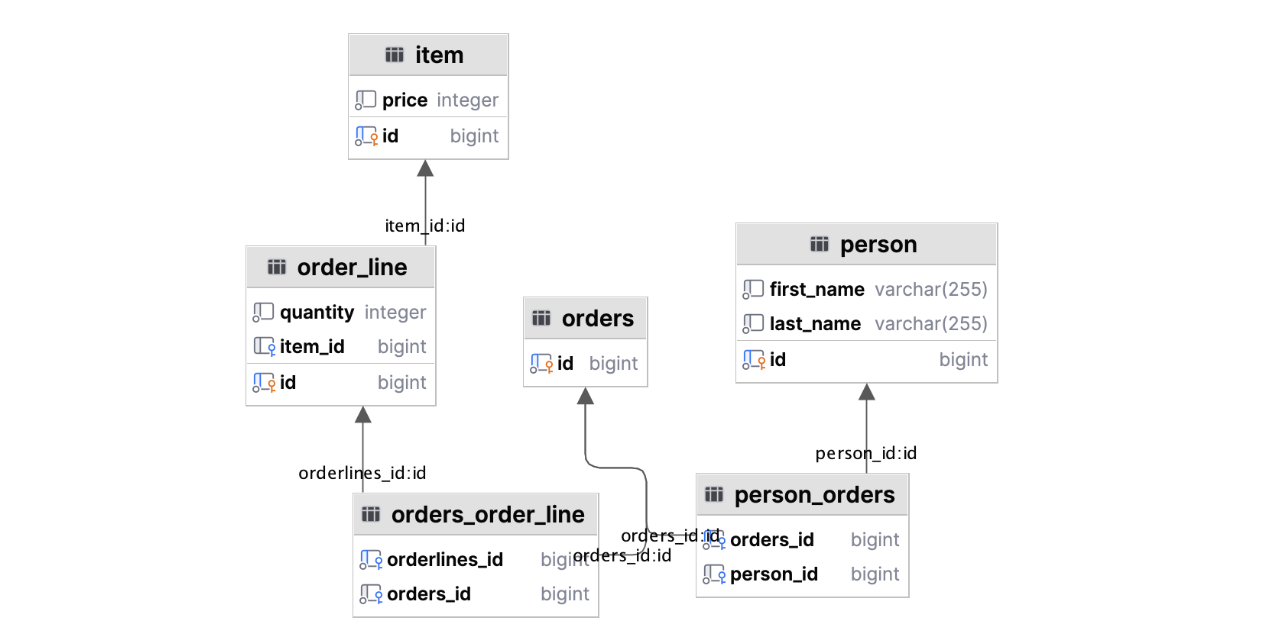 item
price integer
id bigint
item_id:id
order_line
quantity integer
item_id bigint
id bigint
orderlines_id:id
orders_order_line
orderlines_id bigint
orders_id bigint
orders
id bigint
orders_id:id
orders_id:id
person
first_name varchar(255)
last_name varchar(255)
id bigint
person_id:id
person_orders
orders_id bigint
person_id bigint